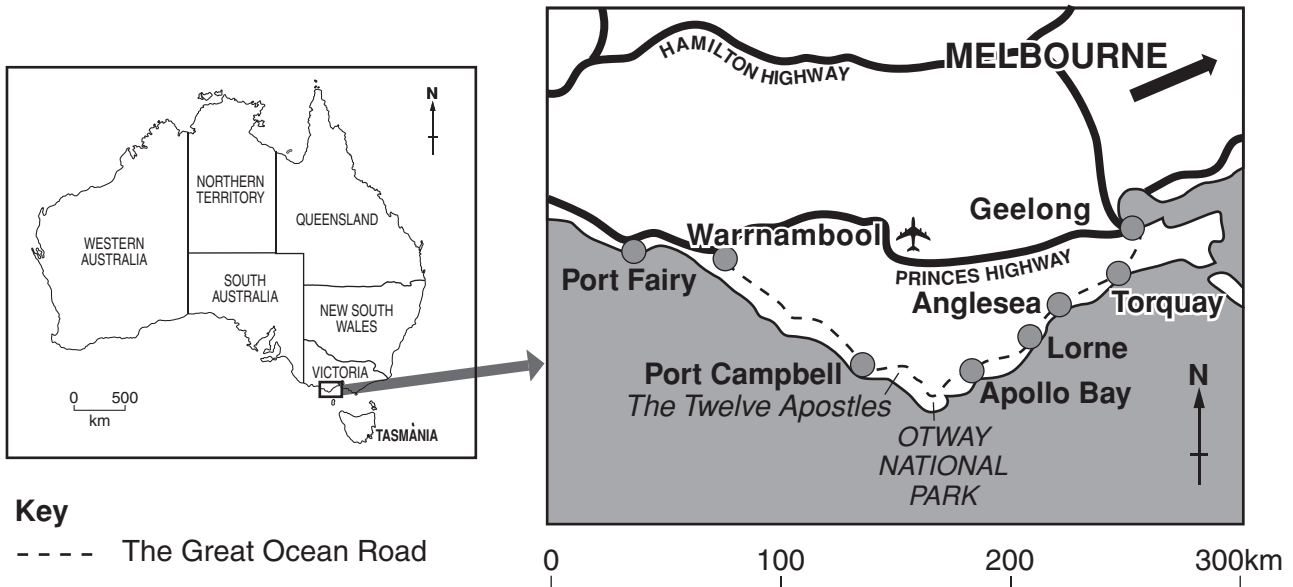 N
NORTHERN
TERRITORY
QUEENSLAND
WESTERN
AUSTRALIA
SOUTH
AUSTRALIA
NEW SOUTH
WALES
VICTORIA
0 500
km
TASMANIA
Key
The Great Ocean Road
HAMILTON HIGHWAY
MELBOURNE
Geelong
Warrnambool
PRINCES HIGHWAY
Port Fairy
Anglesea
Torquay
Lorne
Port Campbell
The Twelve Apostles
Apollo Bay
N
OTWAY
NATIONAL
PARK
0 100 200 300km